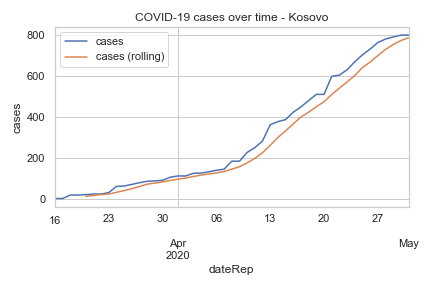 COVID-19 cases over time - Kosovo
cases
cases (rolling)
800
600
400
200
0
cases
16 23 30 06 13 20 27
Apr May
2020
dateRep